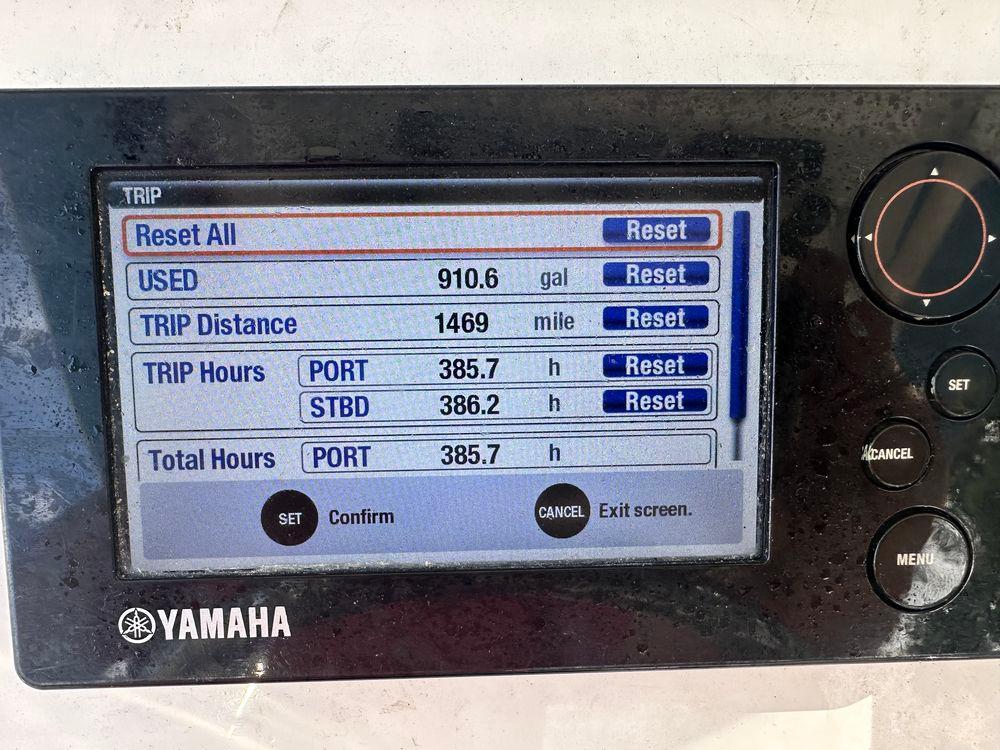 TRIP
Reset All Reset
USED 910.6 gal Reset
TRIP Distance 1469 mile Reset
TRIP Hours PORT 385.7 h Reset
STBD 386.2 h Reset
Total Hours PORT 385.7 h
SET Confirm CANCEL Exit screen.
SET
CANCEL
MENU
YAMAHA